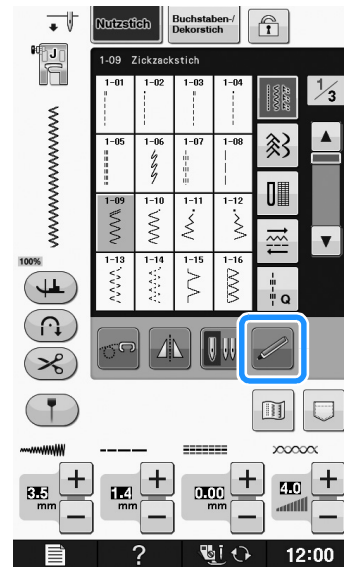 Nutzstich
Buchstaben-/
Dekorstich
J
1-09 Zickzackstich
1/3
1-01 1-02 1-03 1-04
1-05 1-06 1-07 1-08
1-09 1-10 1-11 1-12
1-13 1-14 1-15 1-16
Q
100%
3.5 mm
1.4 mm
0.00 mm
4.0
?
12:00